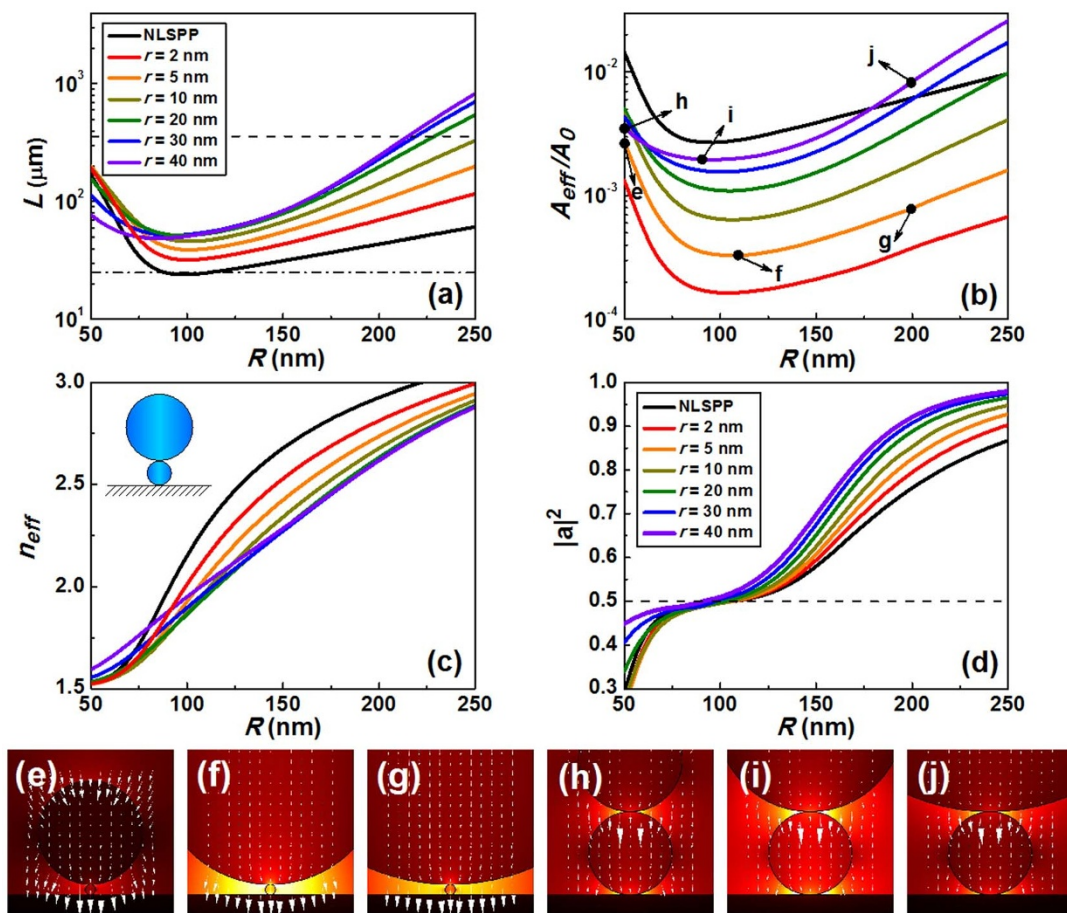 L (μm)
10³
10²
10¹
NLSPP
r = 2 nm
r = 5 nm
r = 10 nm
r = 20 nm
r = 30 nm
r = 40 nm
(a)
50 100 150 200 250
R (nm)
A_eff/A_0
10⁻²
10⁻³
10⁻⁴
h
i
j
e
f
g
(b)
50 100 150 200 250
R (nm)
n_eff
3.0
2.5
2.0
1.5
(c)
50 100 150 200 250
R (nm)
|a|²
1.0
0.9
0.8
0.7
0.6
0.5
0.4
0.3
NLSPP
r = 2 nm
r = 5 nm
r = 10 nm
r = 20 nm
r = 30 nm
r = 40 nm
(d)
50 100 150 200 250
R (nm)
(e) (f) (g) (h) (i) (j)